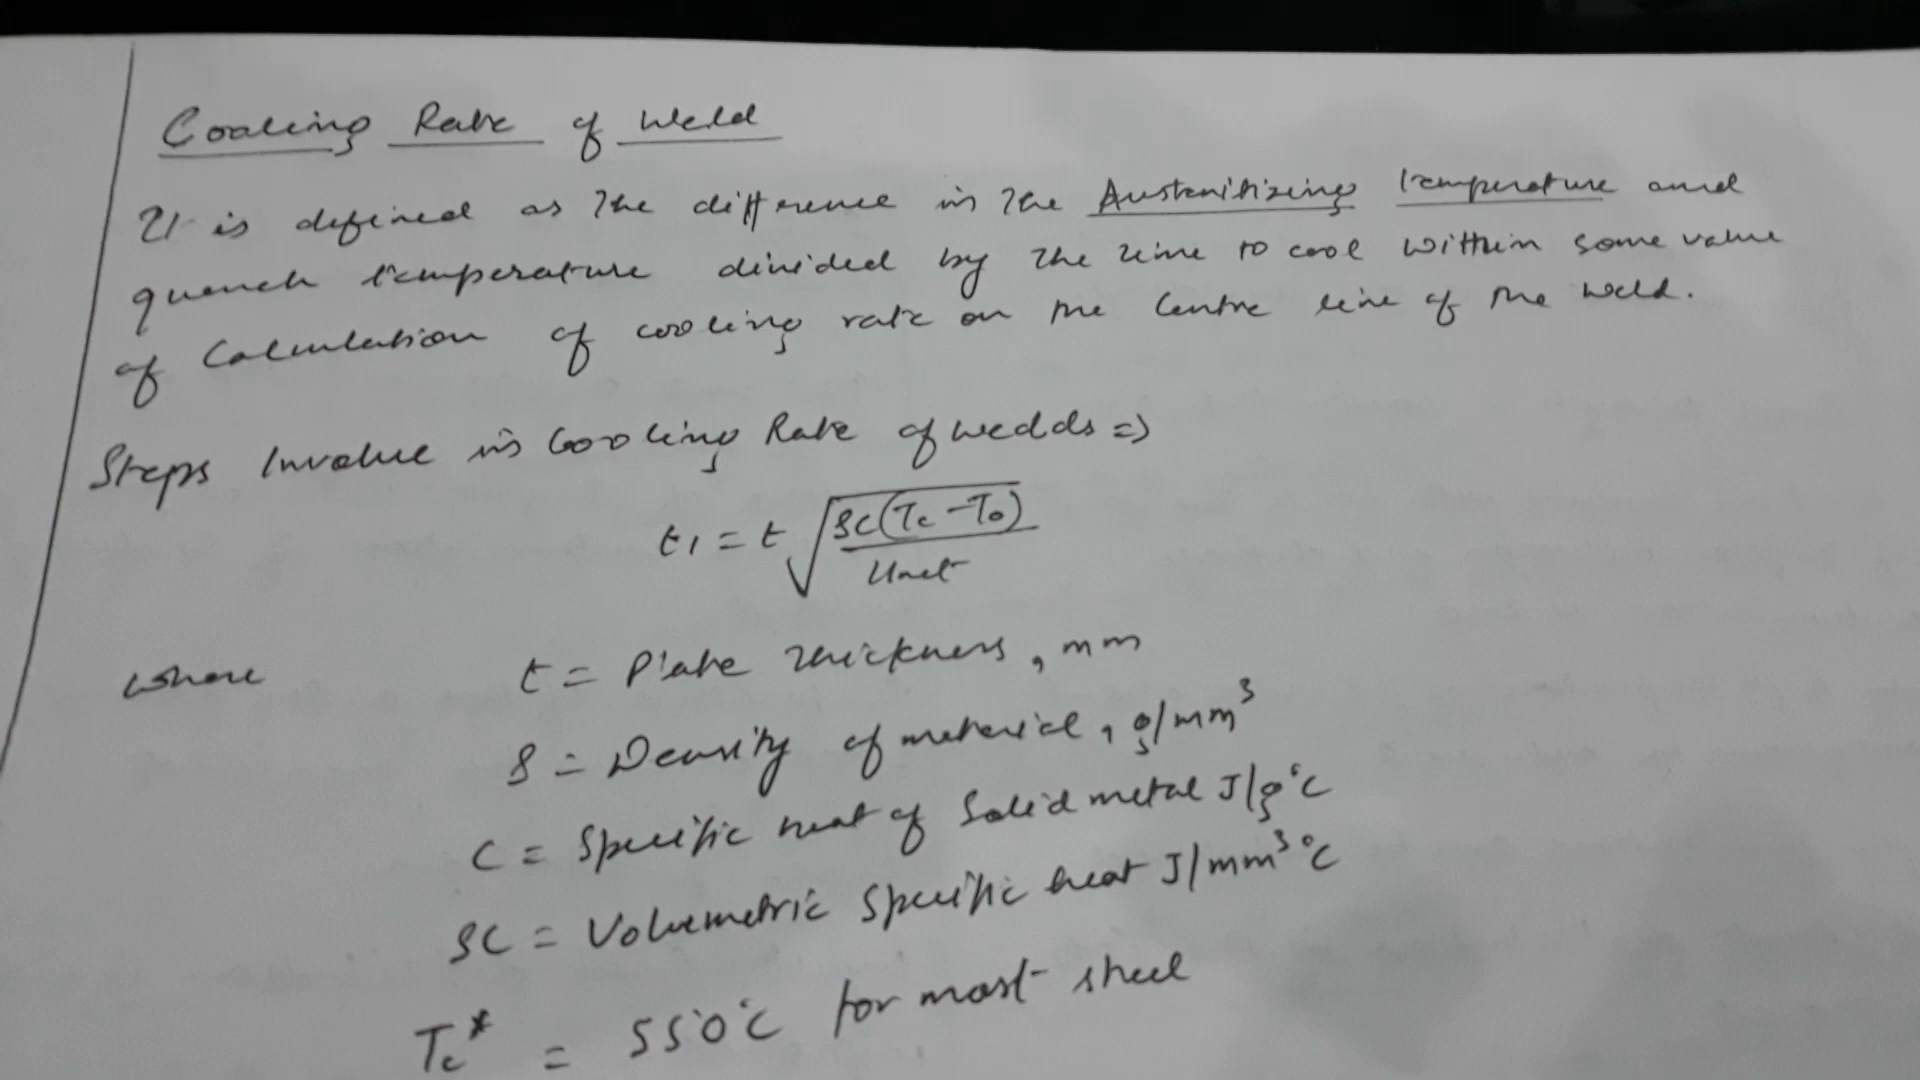 Cooling Rate of Weld
It is defined as the difference in the Austenitizing temperature and
quench temperature divided by the time to cool within some value
of Calculation of cooling rate on the Centre line of the weld.
Steps Involve in Cooling Rate of wedds ⇒
t1 = t √(ρc(Tc - To) / Hnet)
where t = Plate thickness, mm
ρ = Density of meterial, g/mm³
C = Specific heat of Solid metal J/g°C
ρC = Volumetric Specific heat J/mm³ °C
Tc* = 550°C for most steel